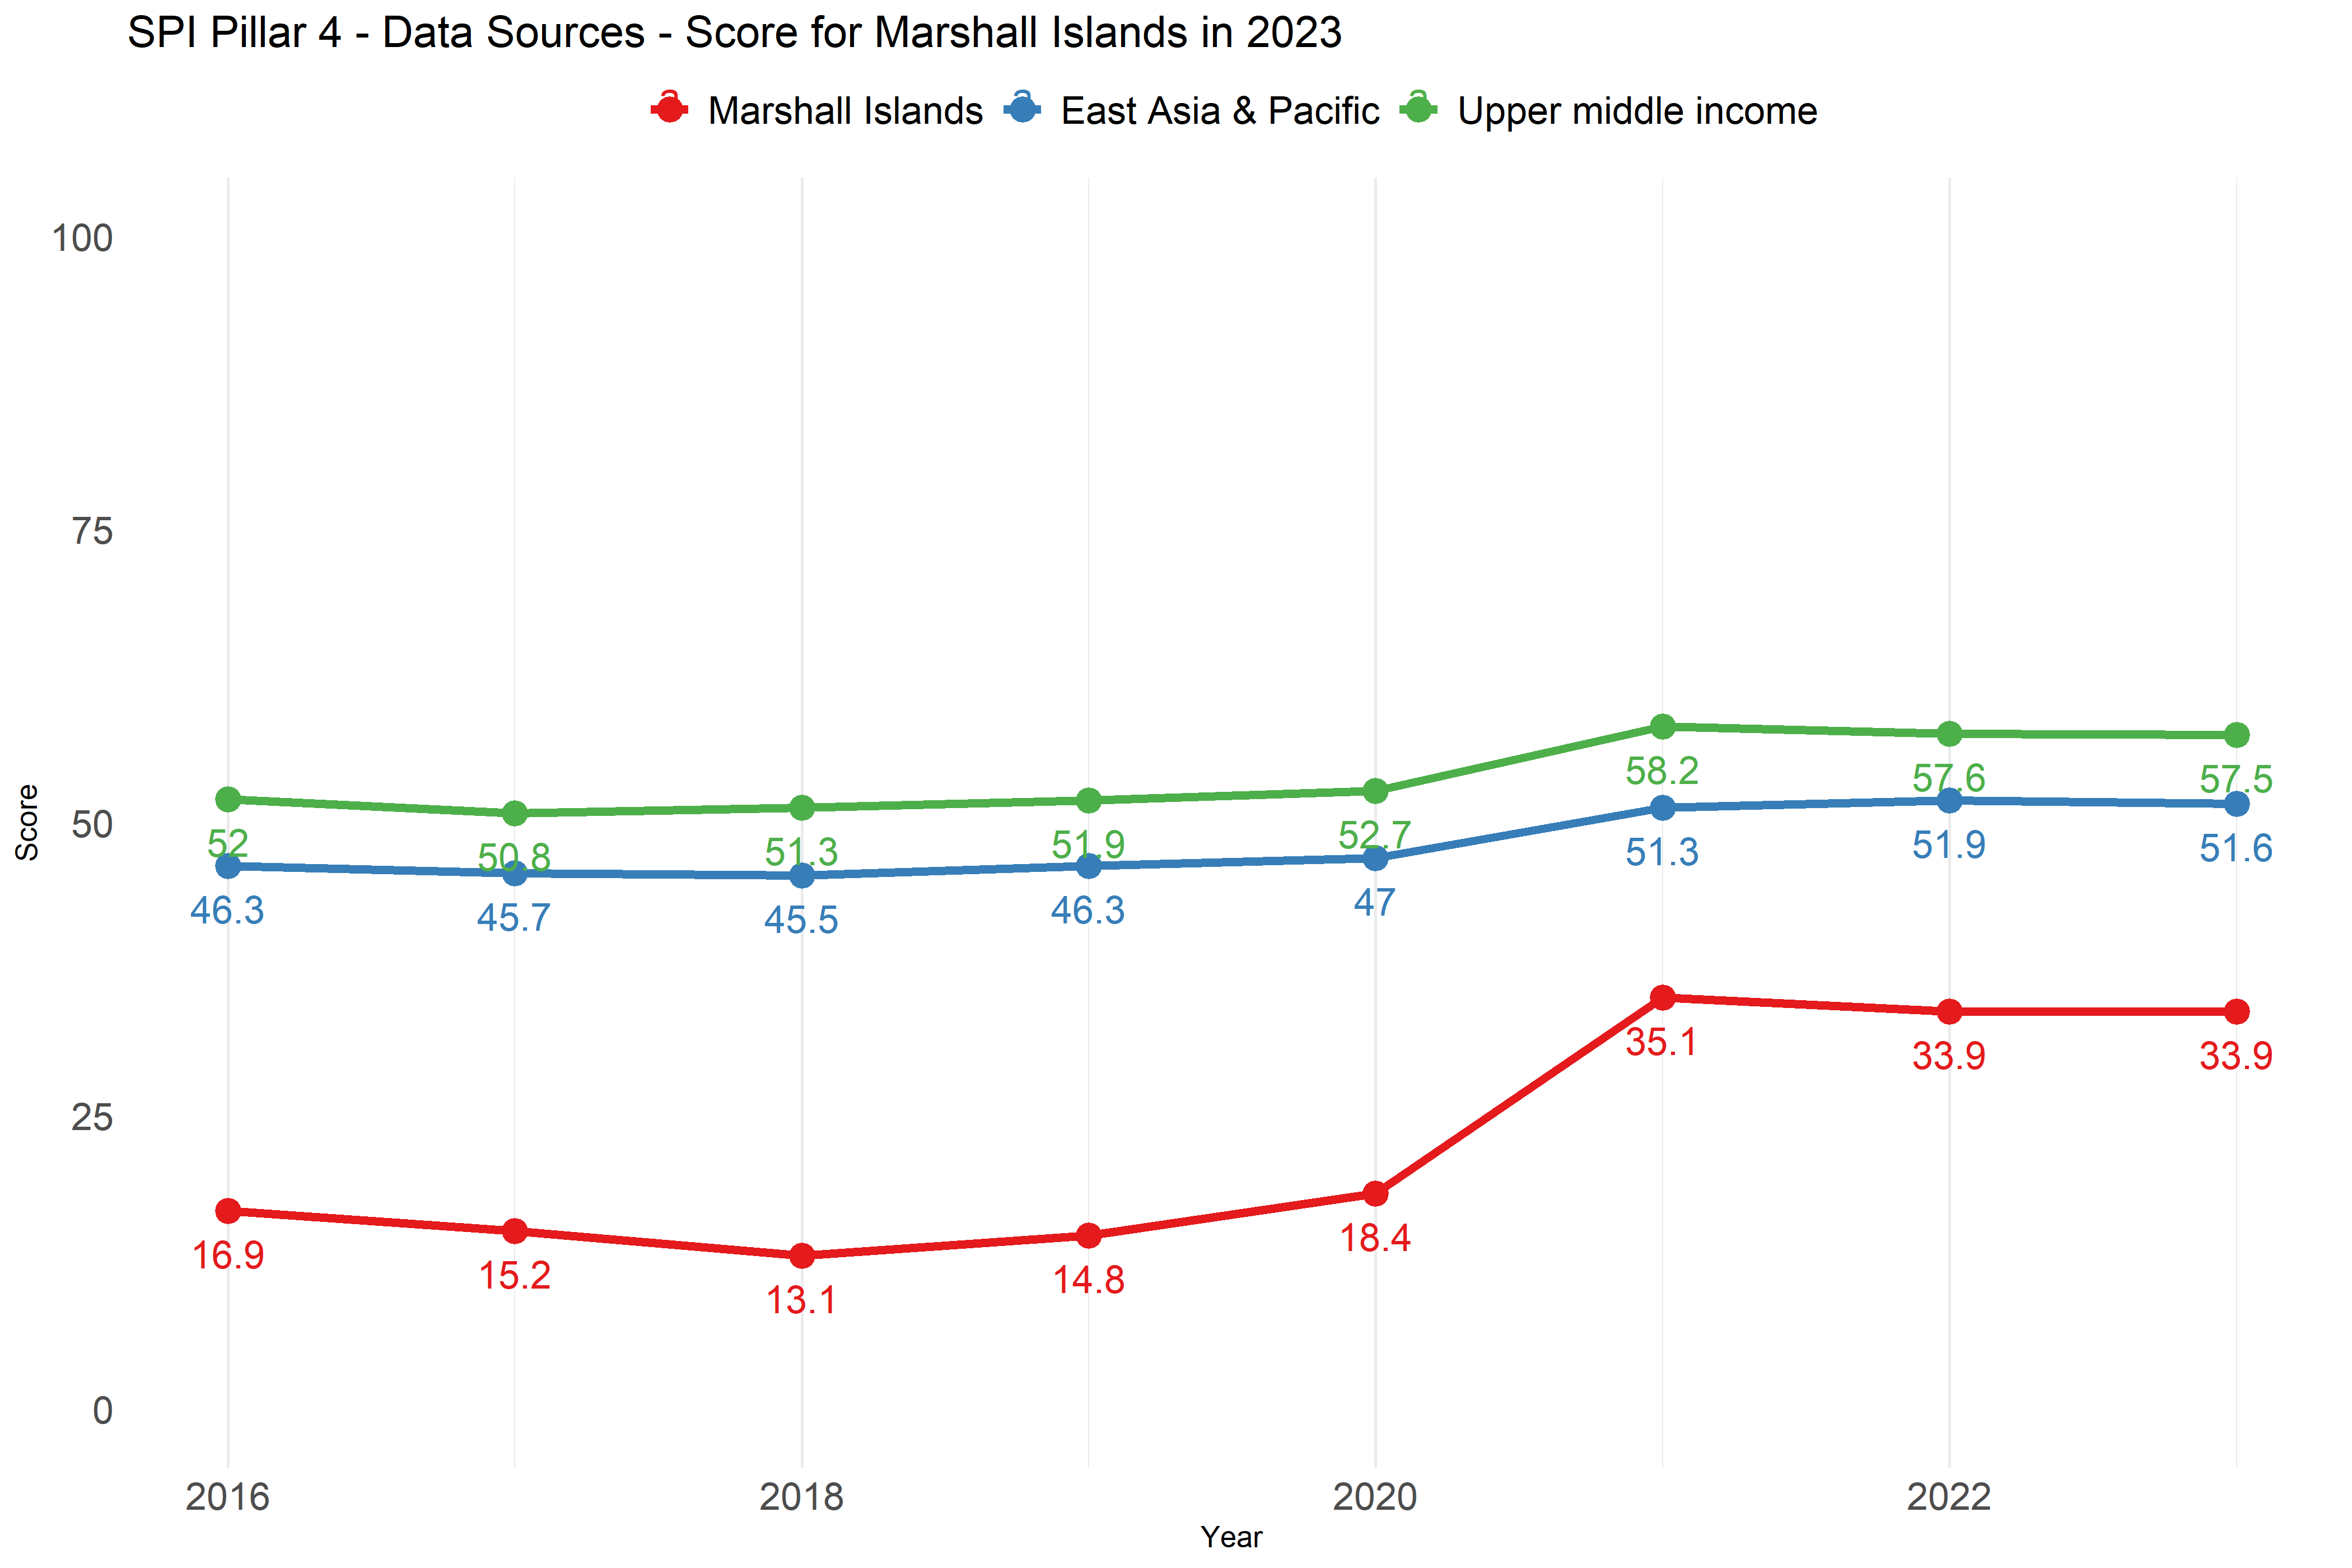 SPI Pillar 4 - Data Sources - Score for Marshall Islands in 2023
Marshall Islands East Asia & Pacific Upper middle income
100
75
50
25
0
Score
58.2 57.6 57.5
52 50.8 51.3 51.9 52.7
51.3 51.9 51.6
46.3 45.7 45.5 46.3 47
35.1 33.9 33.9
16.9 15.2 13.1 14.8 18.4
2016 2018 2020 2022
Year